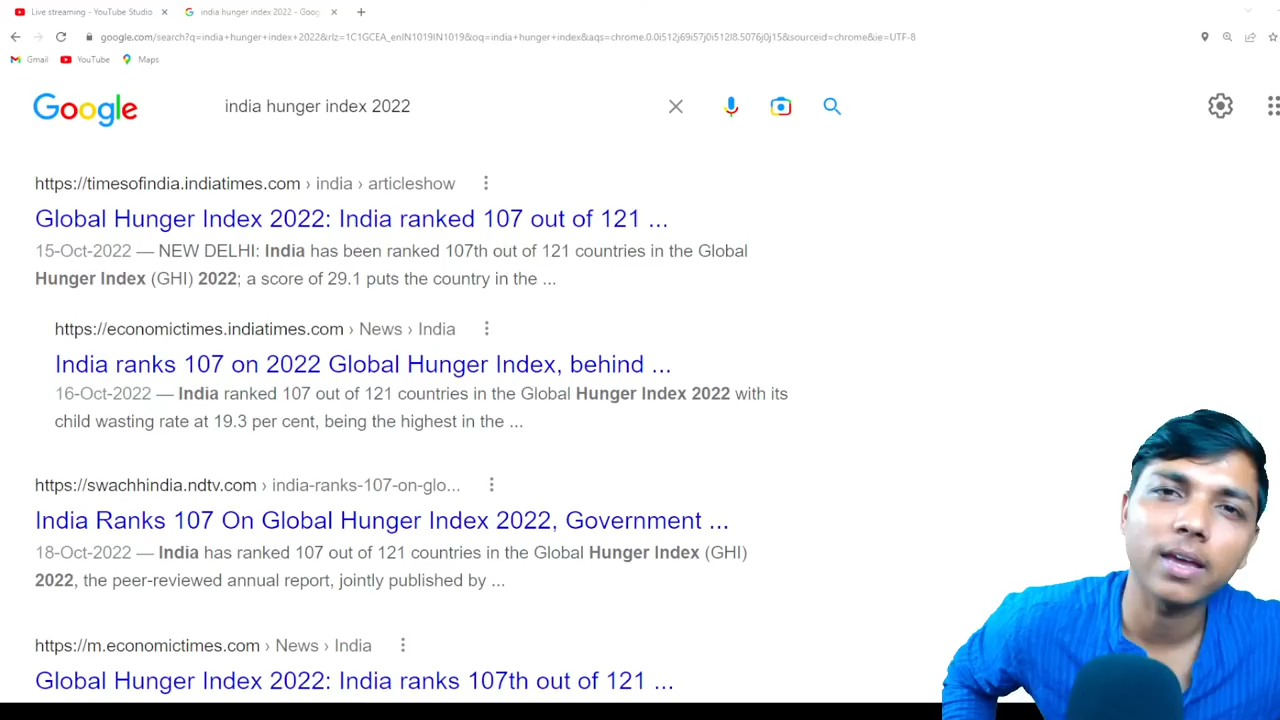 Live streaming - YouTube Studio
india hunger index 2022 - Goog
google.com/search?q=india+hunger+index+2022&rlz=1C1GCEA_enIN1019IN1019&oq=india+hunger+index&aqs=chrome.0.0i512j69i57j0i512l8.5076j0j15&sourceid=chrome&ie=UTF-8
Gmail YouTube Maps
Google india hunger index 2022
https://timesofindia.indiatimes.com › india › articleshow
Global Hunger Index 2022: India ranked 107 out of 121 ...
15-Oct-2022 — NEW DELHI: India has been ranked 107th out of 121 countries in the Global
Hunger Index (GHI) 2022; a score of 29.1 puts the country in the ...
https://economictimes.indiatimes.com › News › India
India ranks 107 on 2022 Global Hunger Index, behind ...
16-Oct-2022 — India ranked 107 out of 121 countries in the Global Hunger Index 2022 with its
child wasting rate at 19.3 per cent, being the highest in the ...
https://swachhindia.ndtv.com › india-ranks-107-on-glo...
India Ranks 107 On Global Hunger Index 2022, Government ...
18-Oct-2022 — India has ranked 107 out of 121 countries in the Global Hunger Index (GHI)
2022, the peer-reviewed annual report, jointly published by ...
https://m.economictimes.com › News › India
Global Hunger Index 2022: India ranks 107th out of 121 ...